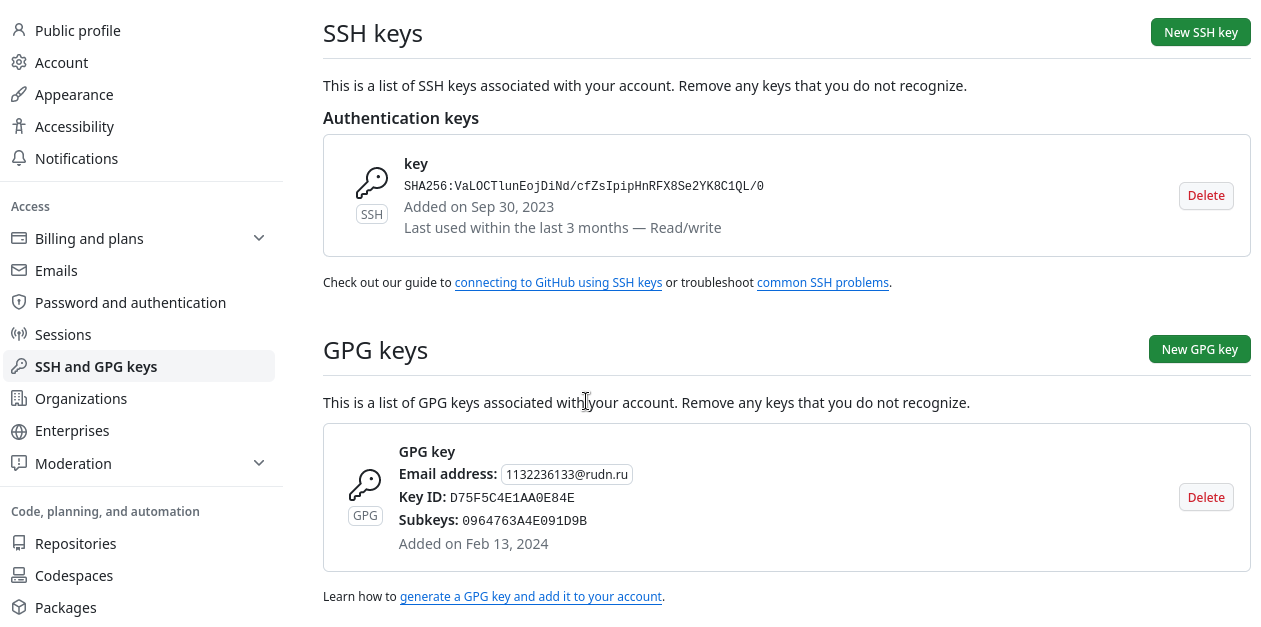 Public profile
Account
Appearance
Accessibility
Notifications
Access
Billing and plans
Emails
Password and authentication
Sessions
SSH and GPG keys
Organizations
Enterprises
Moderation
Code, planning, and automation
Repositories
Codespaces
Packages
SSH keys
New SSH key
This is a list of SSH keys associated with your account. Remove any keys that you do not recognize.
Authentication keys
key
SHA256:VaLOCTlunEojDiNd/cfZsIpipHnRFX8Se2YK8C1QL/0
Added on Sep 30, 2023
Last used within the last 3 months — Read/write
SSH
Delete
Check out our guide to connecting to GitHub using SSH keys or troubleshoot common SSH problems.
GPG keys
New GPG key
This is a list of GPG keys associated with your account. Remove any keys that you do not recognize.
GPG key
Email address: 1132236133@rudn.ru
Key ID: D75F5C4E1AA0E84E
Subkeys: 0964763A4E091D9B
Added on Feb 13, 2024
GPG
Delete
Learn how to generate a GPG key and add it to your account.